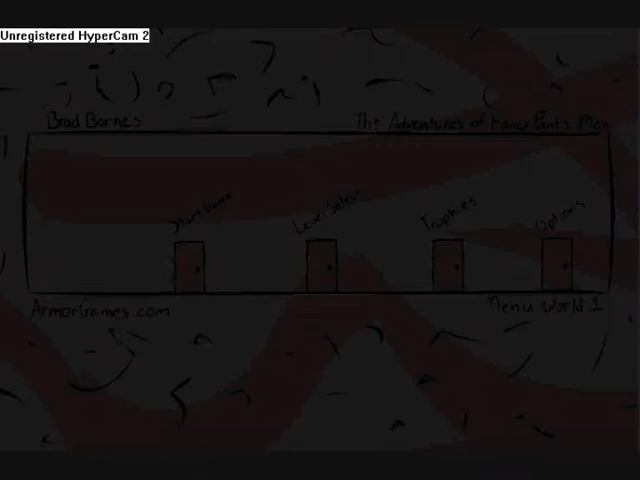 Unregistered HyperCam 2
Brad Borne's
The Adventures of Fancy Pants Man
Start Game
Level Select
Trophies
Options
ArmorGames.com
World 1